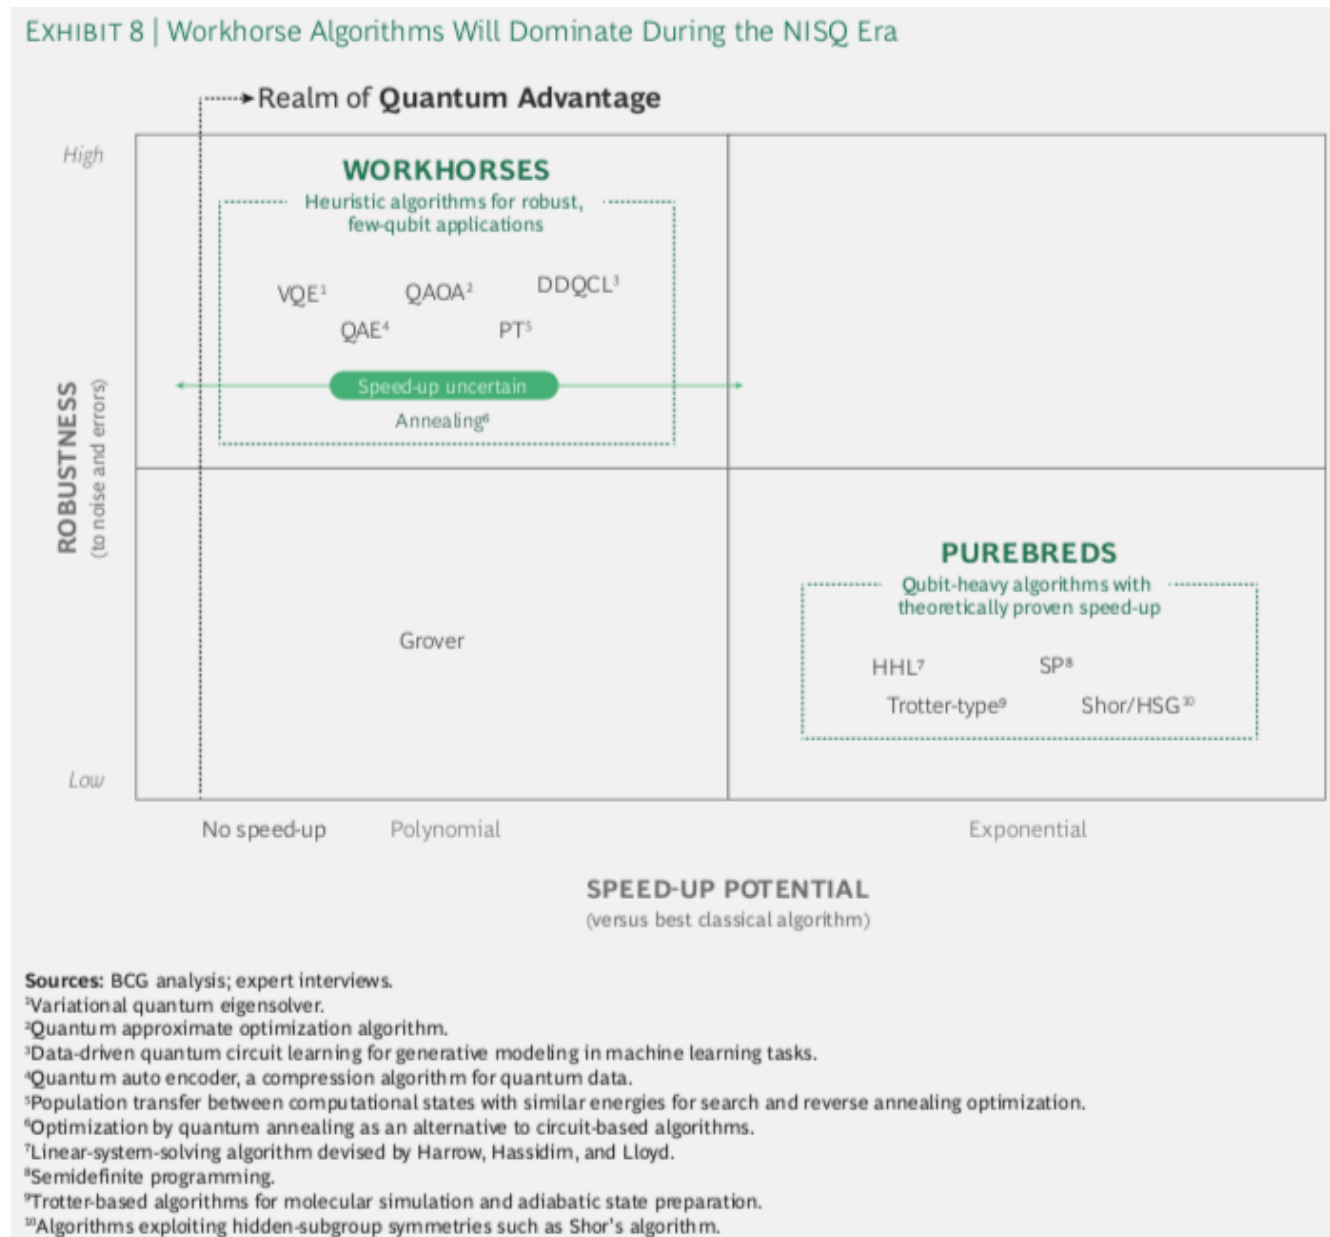 EXHIBIT 8 | Workhorse Algorithms Will Dominate During the NISQ Era
Realm of Quantum Advantage
High
WORKHORSES
Heuristic algorithms for robust,
few-qubit applications
VQE¹
QAOA²
DDQCL³
QAE⁴
PT⁵
Speed-up uncertain
Annealing⁶
ROBUSTNESS
(to noise and errors)
PUREBREDS
Qubit-heavy algorithms with
theoretically proven speed-up
Grover
HHL⁷
SP⁸
Trotter-type⁹
Shor/HSG¹⁰
Low
No speed-up
Polynomial
Exponential
SPEED-UP POTENTIAL
(versus best classical algorithm)
Sources: BCG analysis; expert interviews.
¹Variational quantum eigensolver.
²Quantum approximate optimization algorithm.
³Data-driven quantum circuit learning for generative modeling in machine learning tasks.
⁴Quantum auto encoder, a compression algorithm for quantum data.
⁵Population transfer between computational states with similar energies for search and reverse annealing optimization.
⁶Optimization by quantum annealing as an alternative to circuit-based algorithms.
⁷Linear-system-solving algorithm devised by Harrow, Hassidim, and Lloyd.
⁸Semidefinite programming.
⁹Trotter-based algorithms for molecular simulation and adiabatic state preparation.
¹⁰Algorithms exploiting hidden-subgroup symmetries such as Shor's algorithm.